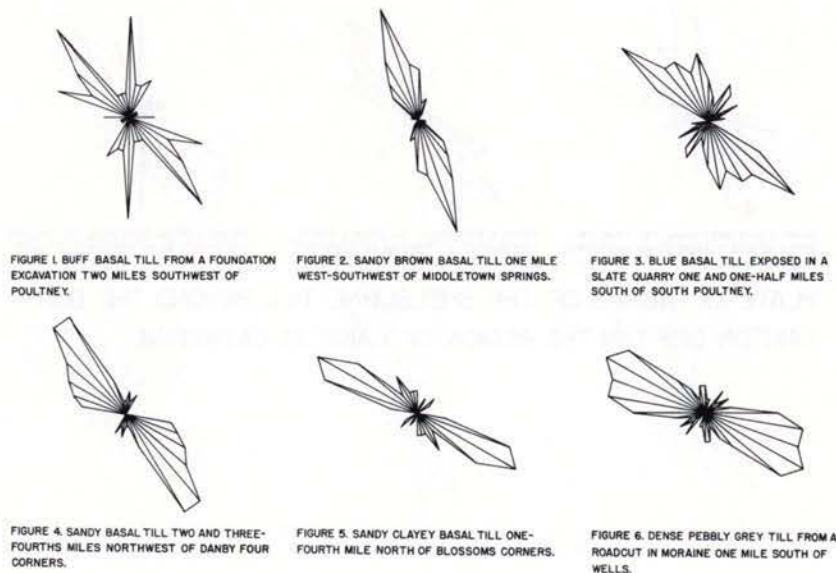 FIGURE 1. BUFF BASAL TILL FROM A FOUNDATION
EXCAVATION TWO MILES SOUTHWEST OF
POULTNEY.
FIGURE 2. SANDY BROWN BASAL TILL ONE MILE
WEST-SOUTHWEST OF MIDDLETOWN SPRINGS.
FIGURE 3. BLUE BASAL TILL EXPOSED IN A
SLATE QUARRY ONE AND ONE-HALF MILES
SOUTH OF SOUTH POULTNEY.
FIGURE 4. SANDY BASAL TILL TWO AND THREE-
FOURTHS MILES NORTHWEST OF DANBY FOUR
CORNERS.
FIGURE 5. SANDY CLAYEY BASAL TILL ONE-
FOURTH MILE NORTH OF BLOSSOMS CORNERS.
FIGURE 6. DENSE PEBBLY GREY TILL FROM A
ROADCUT IN MORAINE ONE MILE SOUTH OF
WELLS.